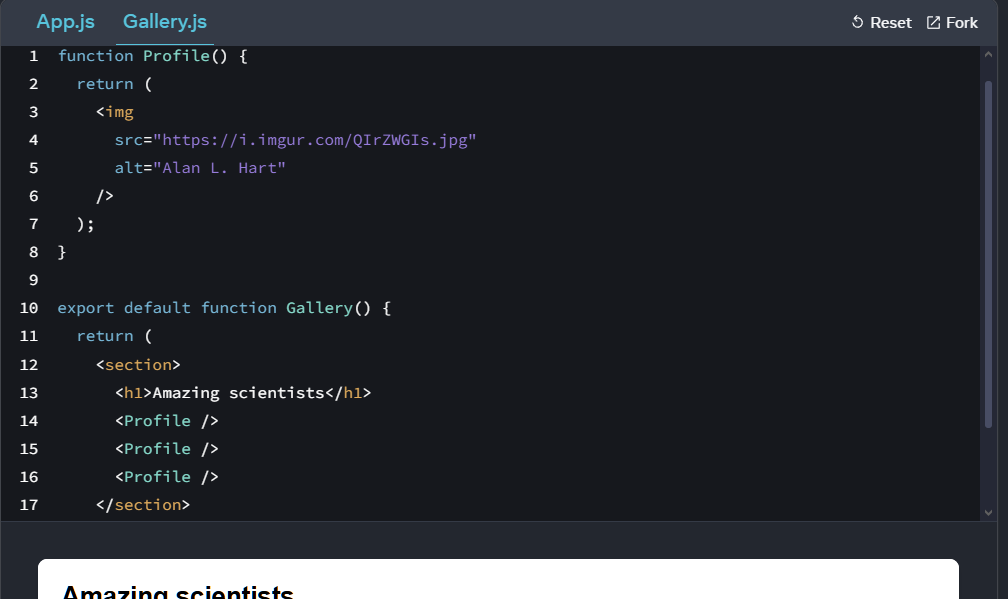 App.js Gallery.js Reset Fork
1 function Profile() {
2   return (
3     <img
4       src="https://i.imgur.com/QIrZWGIs.jpg"
5       alt="Alan L. Hart"
6     />
7   );
8 }
9
10 export default function Gallery() {
11   return (
12     <section>
13       <h1>Amazing scientists</h1>
14       <Profile />
15       <Profile />
16       <Profile />
17     </section>
Amazing scientists